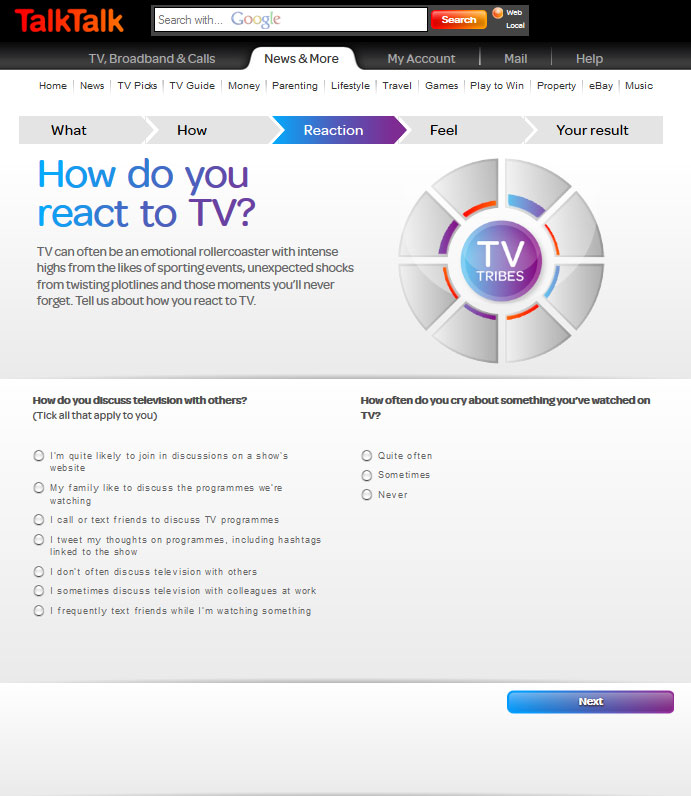 TalkTalk
Search with... Google
Search
Web
Local
TV, Broadband & Calls
News & More
My Account
Mail
Help
Home News TV Picks TV Guide Money Parenting Lifestyle Travel Games Play to Win Property eBay Music
What
How
Reaction
Feel
Your result
How do you
react to TV?
TV can often be an emotional rollercoaster with intense
highs from the likes of sporting events, unexpected shocks
from twisting plotlines and those moments you'll never
forget. Tell us about how you react to TV.
TV
TRIBES
How do you discuss television with others?
(Tick all that apply to you)
I'm quite likely to join in discussions on a show's
website
My family like to discuss the programmes we're
watching
I call or text friends to discuss TV programmes
I tweet my thoughts on programmes, including hashtags
linked to the show
I don't often discuss television with others
I sometimes discuss television with colleagues at work
I frequently text friends while I'm watching something
How often do you cry about something you've watched on
TV?
Quite often
Sometimes
Never
Next